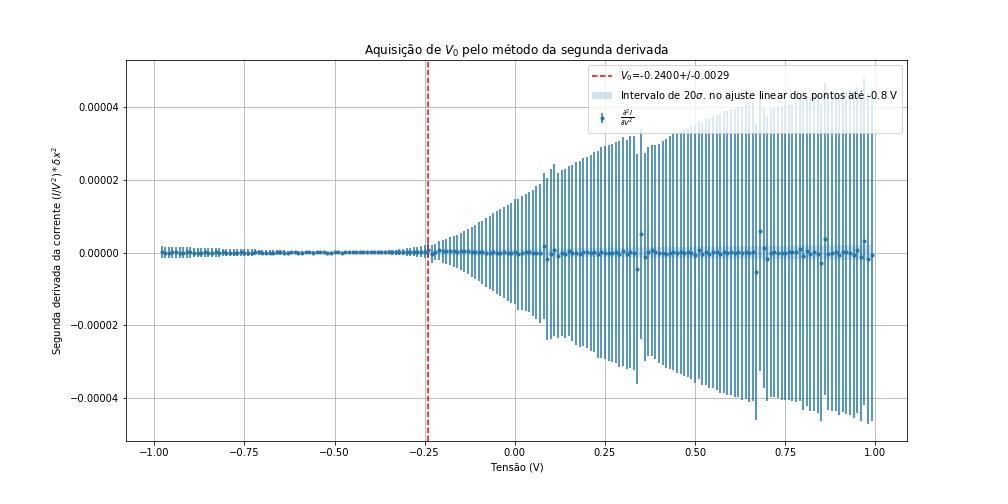 Aquisição de V₀ pelo método da segunda derivada
V₀=-0.2400+/-0.0029
Intervalo de 20σ. no ajuste linear dos pontos até -0.8 V
∂²I/∂V²
Segunda derivada da corrente (I/V²)*δx²
0.00004
0.00002
0.00000
−0.00002
−0.00004
−1.00 −0.75 −0.50 −0.25 0.00 0.25 0.50 0.75 1.00
Tensão (V)